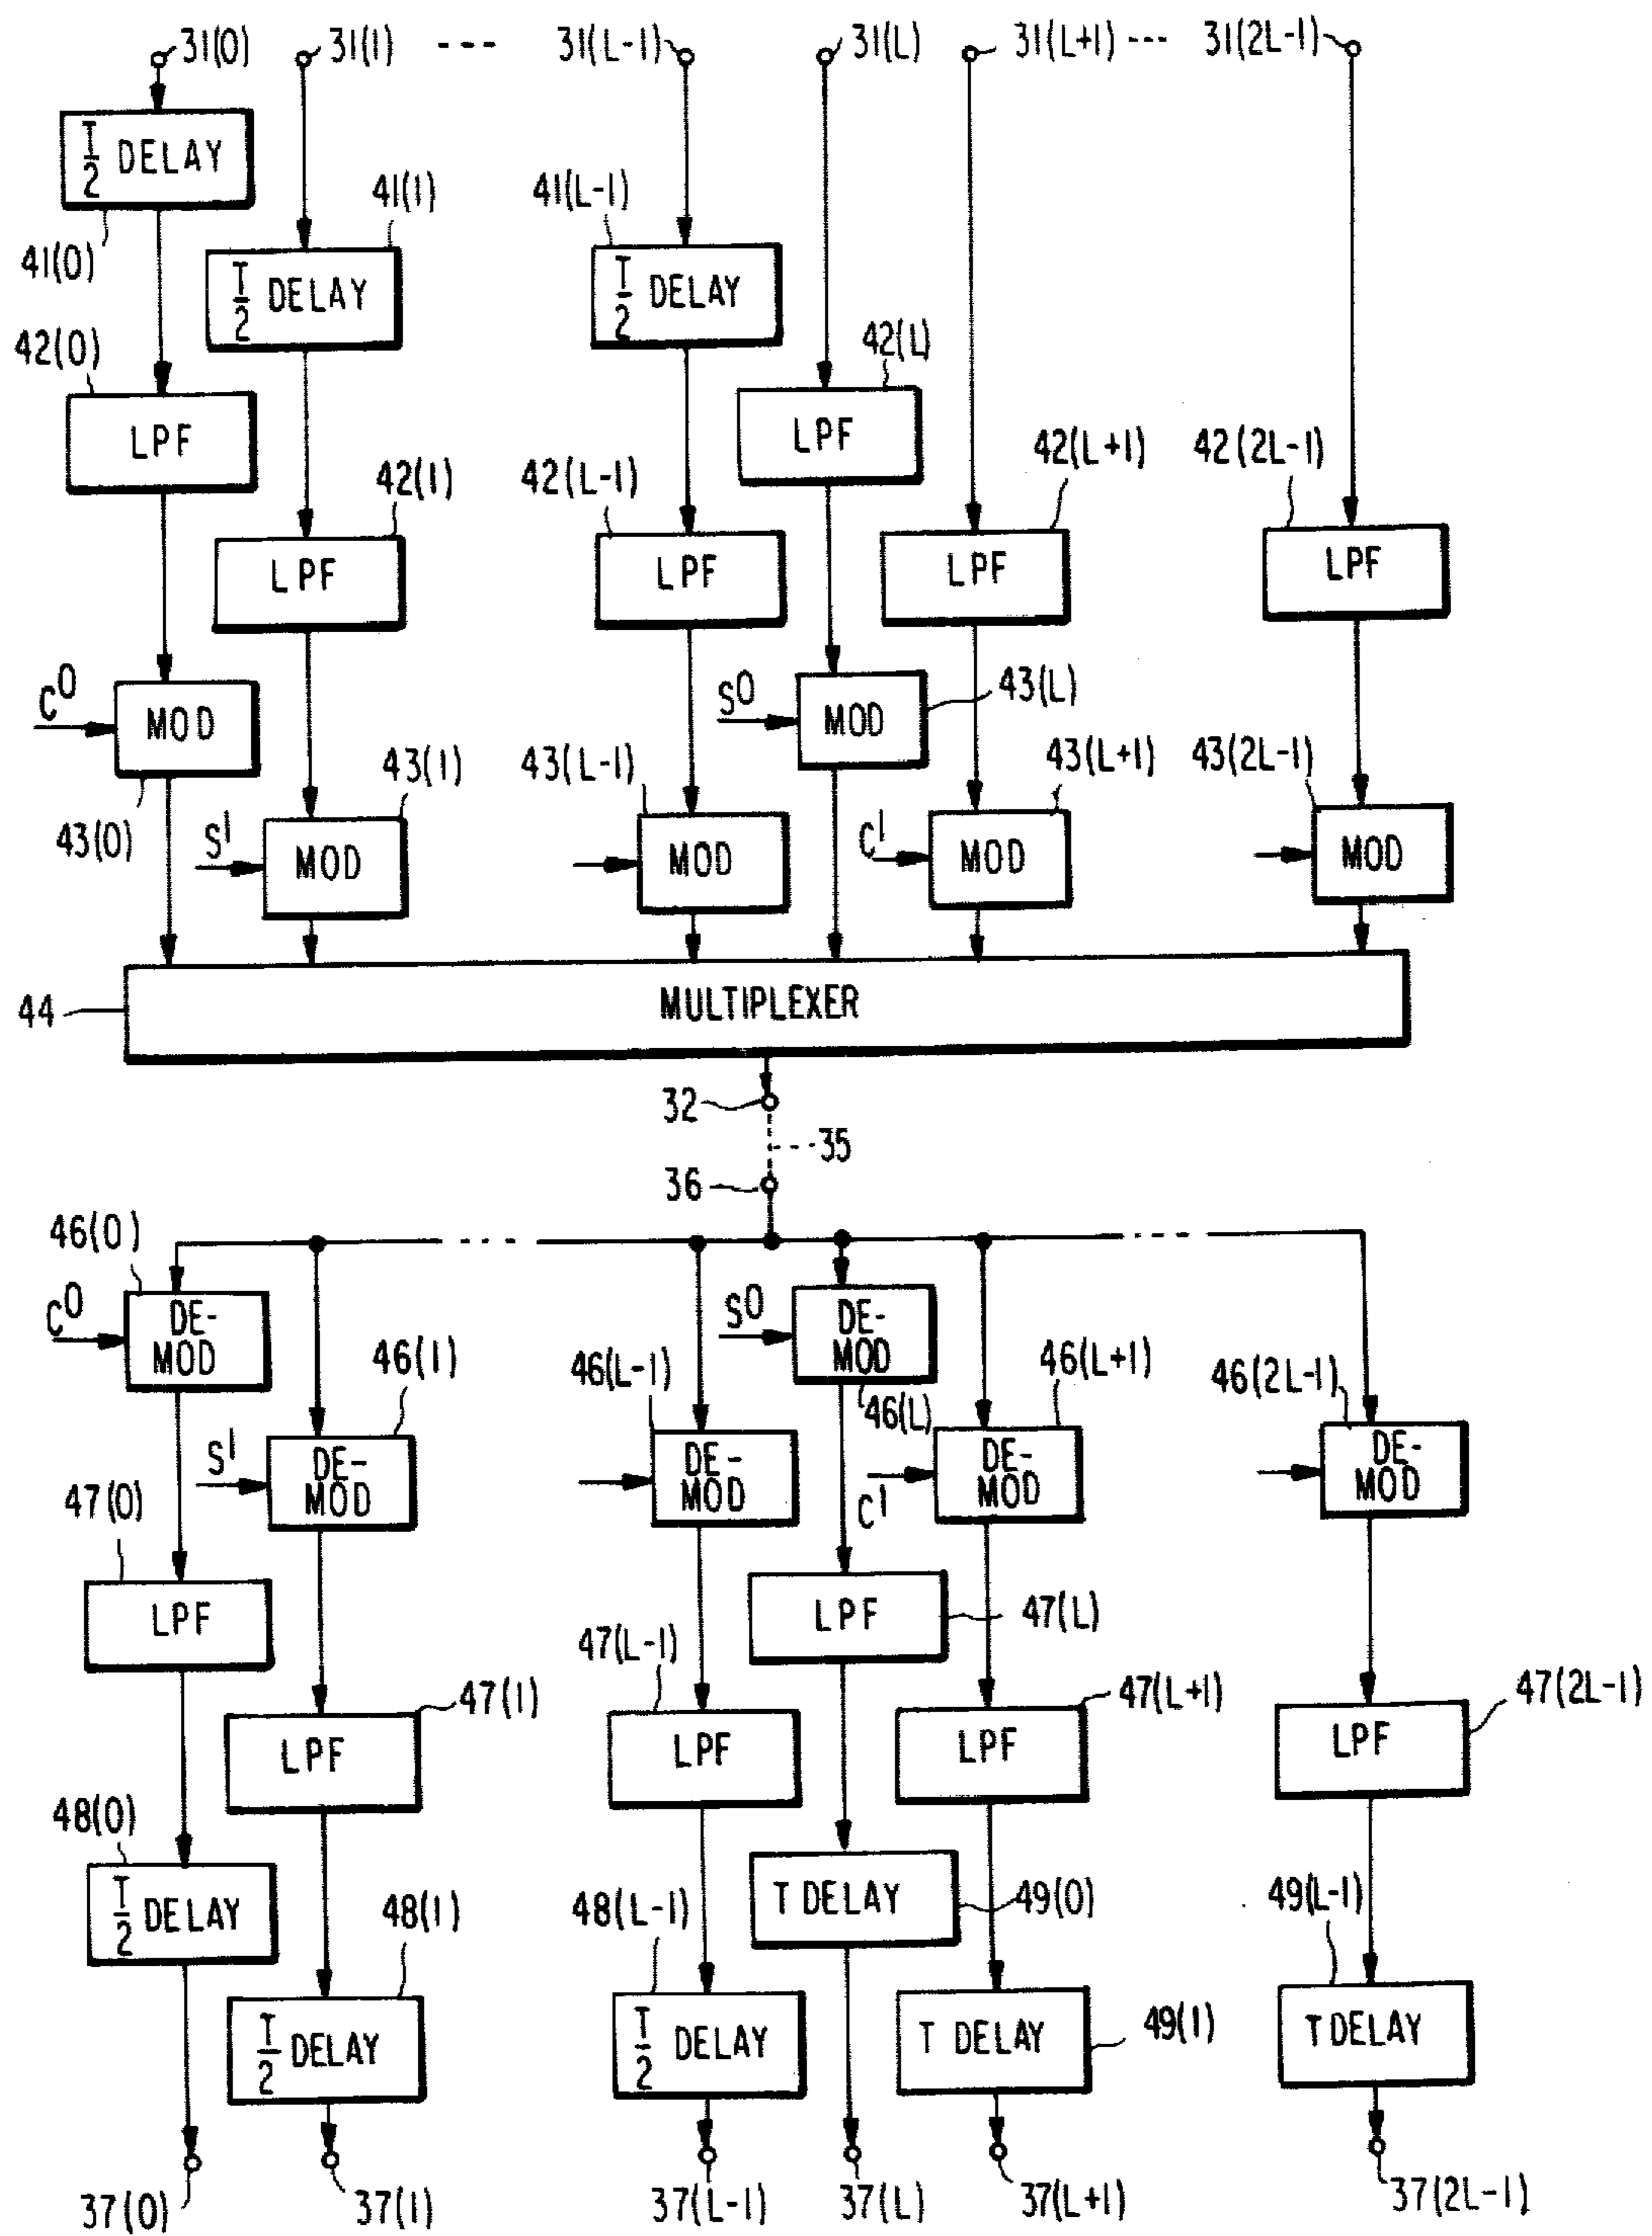 31(0) 31(1) --- 31(L-1) 31(L) 31(L+1) --- 31(2L-1)
T/2 DELAY
41(0)
41(1)
T/2 DELAY
41(L-1)
T/2 DELAY
42(0)
LPF
42(L)
LPF
42(1)
LPF
42(L-1)
LPF
42(L+1)
LPF
42(2L-1)
LPF
C⁰
MOD
43(0)
S⁰
MOD
43(L)
43(1)
S¹
MOD
43(L-1)
MOD
43(L+1)
C¹
MOD
43(2L-1)
MOD
44
MULTIPLEXER
32
35
36
46(0)
C⁰
DE-
MOD
S⁰
DE-
MOD
46(L)
46(1)
S¹
DE-
MOD
46(L-1)
DE-
MOD
46(L+1)
C¹
DE-
MOD
46(2L-1)
DE-
MOD
47(0)
LPF
LPF
47(L)
47(1)
LPF
47(L-1)
LPF
47(L+1)
LPF
47(2L-1)
LPF
48(0)
T/2 DELAY
T DELAY
49(0)
48(1)
T/2 DELAY
48(L-1)
T/2 DELAY
T DELAY
49(1)
49(L-1)
T DELAY
37(0) 37(1) 37(L-1) 37(L) 37(L+1) 37(2L-1)